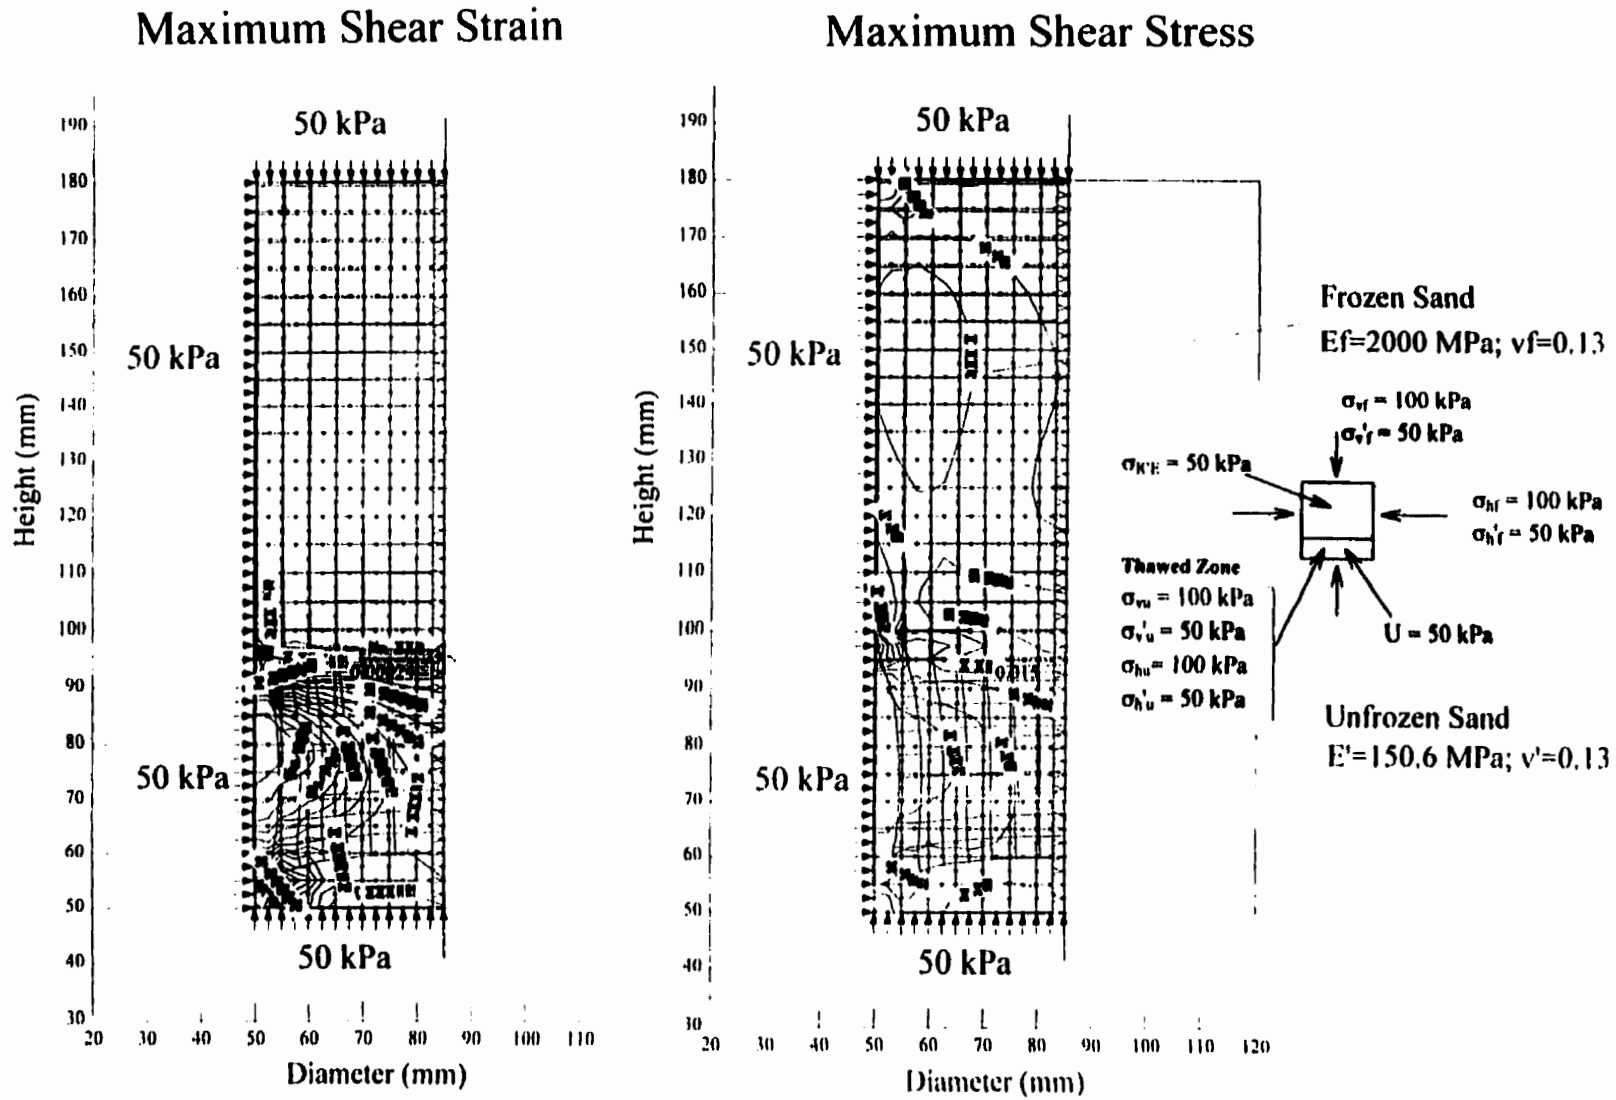 Maximum Shear Strain
Maximum Shear Stress
50 kPa
190
180
170
160
150
140
130
120
110
100
90
80
70
60
50
40
30
Height (mm)
50 kPa
50 kPa
50 kPa
20 30 40 50 60 70 80 90 100 110
Diameter (mm)
50 kPa
190
180
170
160
150
140
130
120
110
100
90
80
70
60
50
40
30
Height (mm)
50 kPa
50 kPa
0.015
50 kPa
20 30 40 50 60 70 80 90 100 110 120
Diameter (mm)
Frozen Sand
Ef=2000 MPa; vf=0.13
σvf = 100 kPa
σv'f = 50 kPa
σICE = 50 kPa
σhf = 100 kPa
σh'f = 50 kPa
Thawed Zone
σvu = 100 kPa
σv'u = 50 kPa
σhu= 100 kPa
σh'u = 50 kPa
U = 50 kPa
Unfrozen Sand
E'=150.6 MPa; v'=0.13